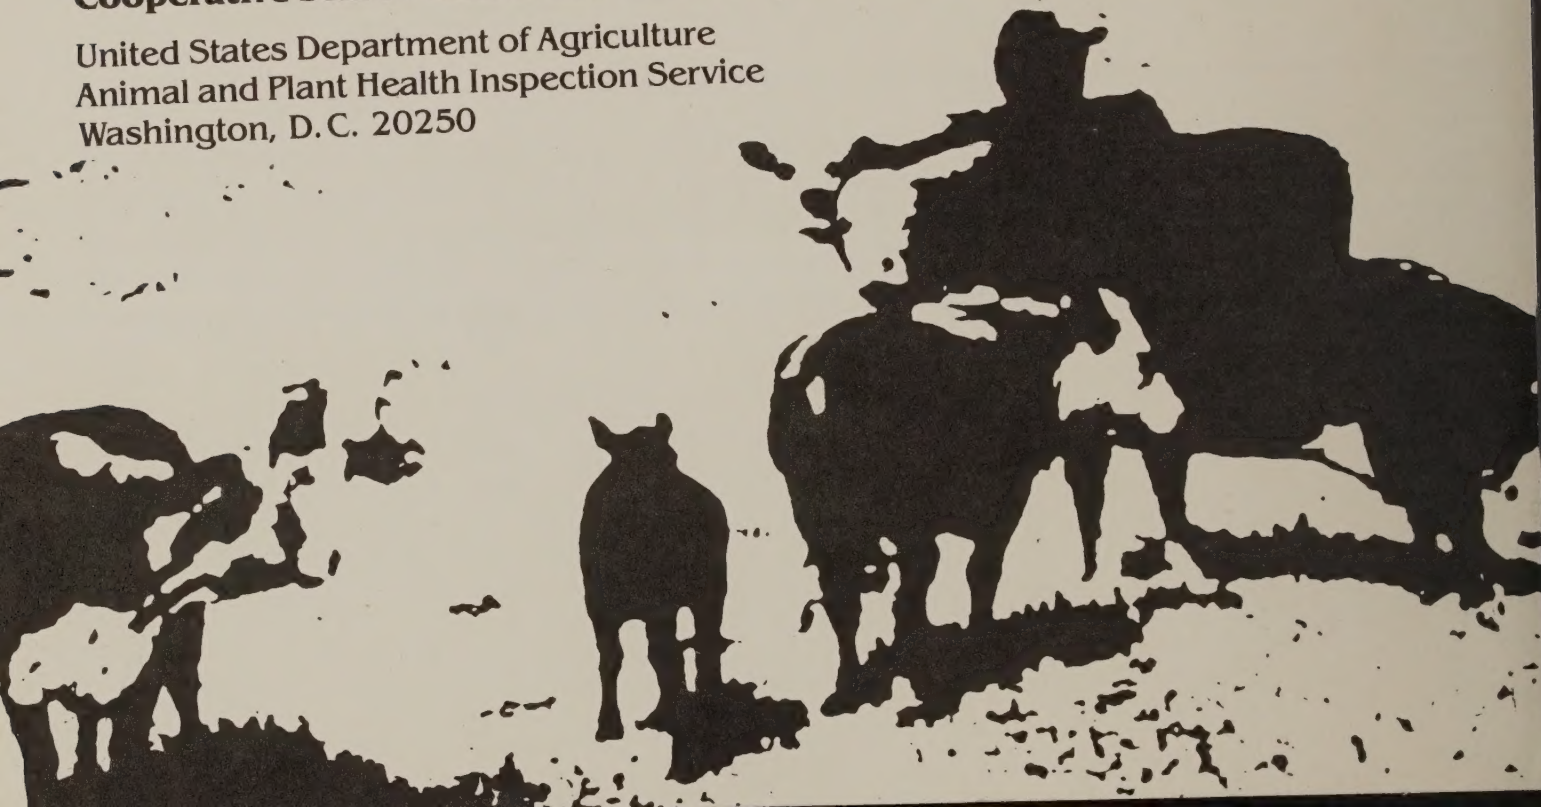 United States Department of Agriculture
Animal and Plant Health Inspection Service
Washington, D.C. 20250